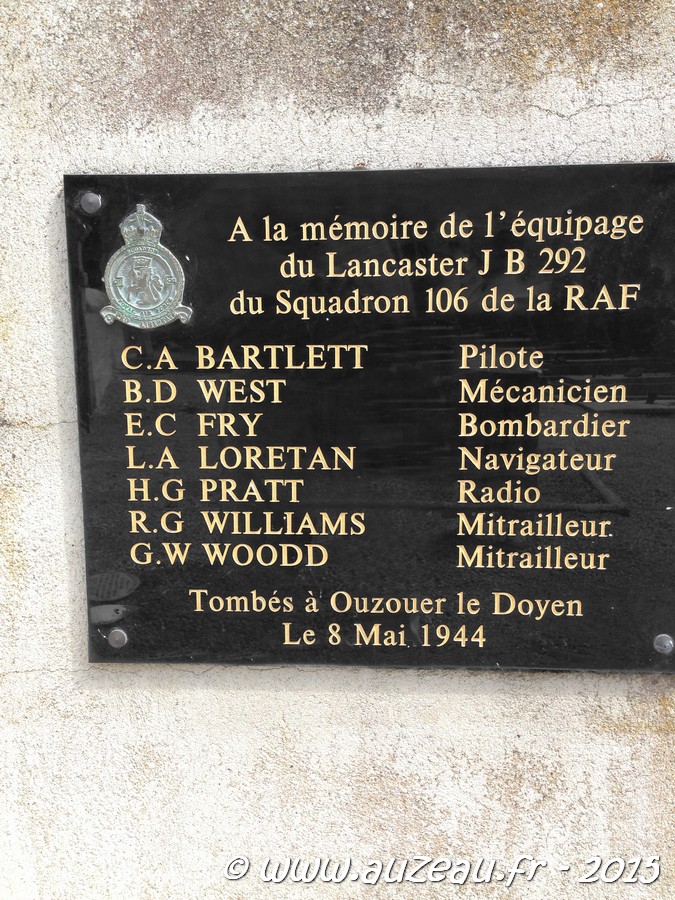 A la mémoire de l'équipage
du Lancaster J B 292
du Squadron 106 de la RAF
C.A BARTLETT Pilote
B.D WEST Mécanicien
E.C FRY Bombardier
L.A LORETAN Navigateur
H.G PRATT Radio
R.G WILLIAMS Mitrailleur
G.W WOODD Mitrailleur
Tombés à Ouzouer le Doyen
Le 8 Mai 1944
© www.auzeau.fr - 2015